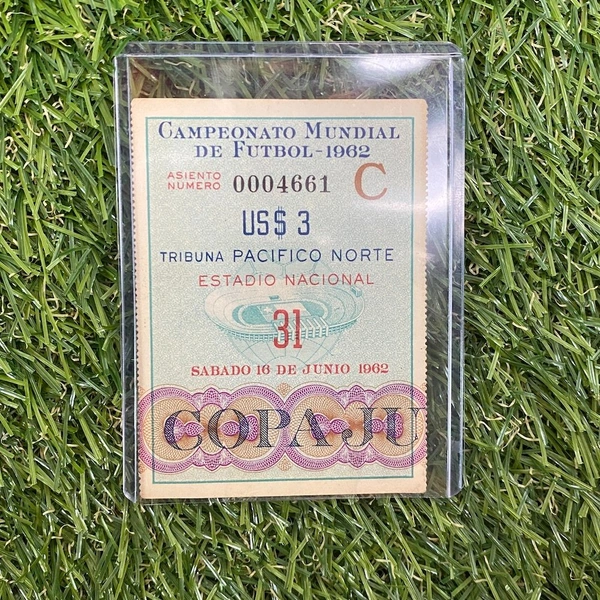 CAMPEONATO MUNDIAL
DE FUTBOL-1962
ASIENTO
NUMERO 0004661 C
US$ 3
TRIBUNA PACIFICO NORTE
ESTADIO NACIONAL
31
SABADO 16 DE JUNIO 1962
COPA JU